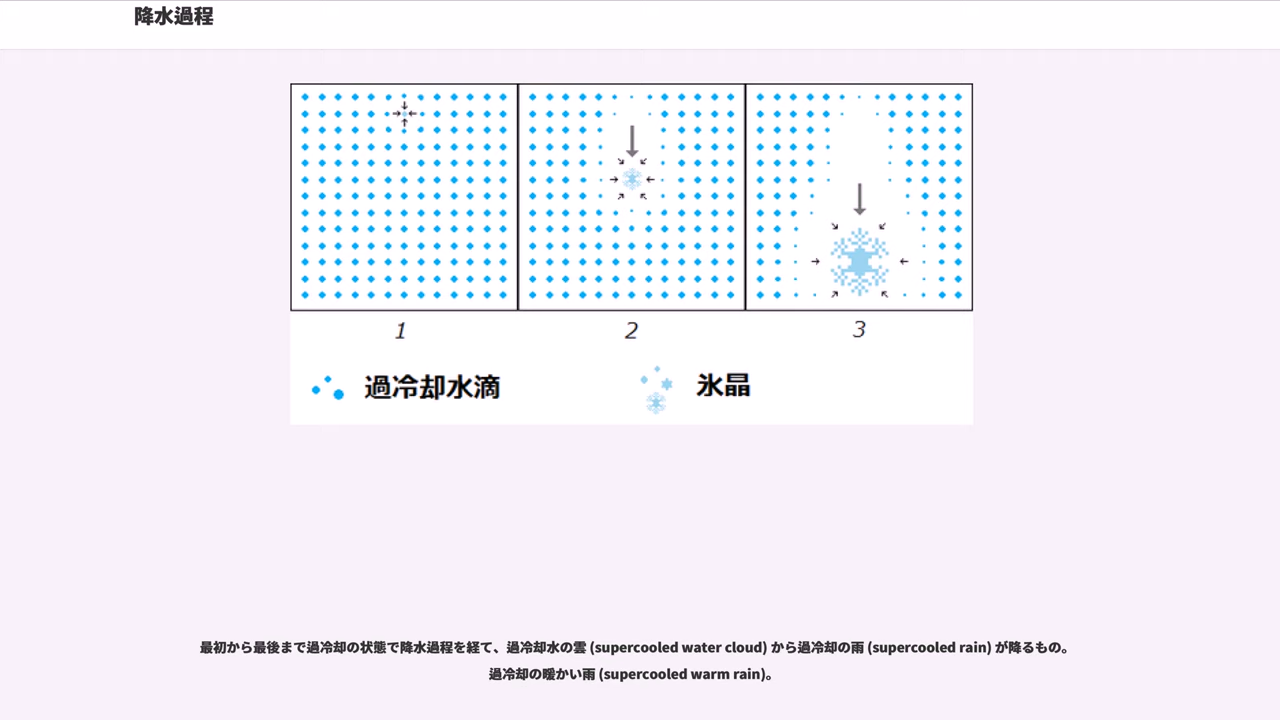 降水過程
1
2
3
過冷却水滴
氷晶
最初から最後まで過冷却の状態で降水過程を経て、過冷却水の雲 (supercooled water cloud) から過冷却の雨 (supercooled rain) が降るもの。
過冷却の暖かい雨 (supercooled warm rain)。